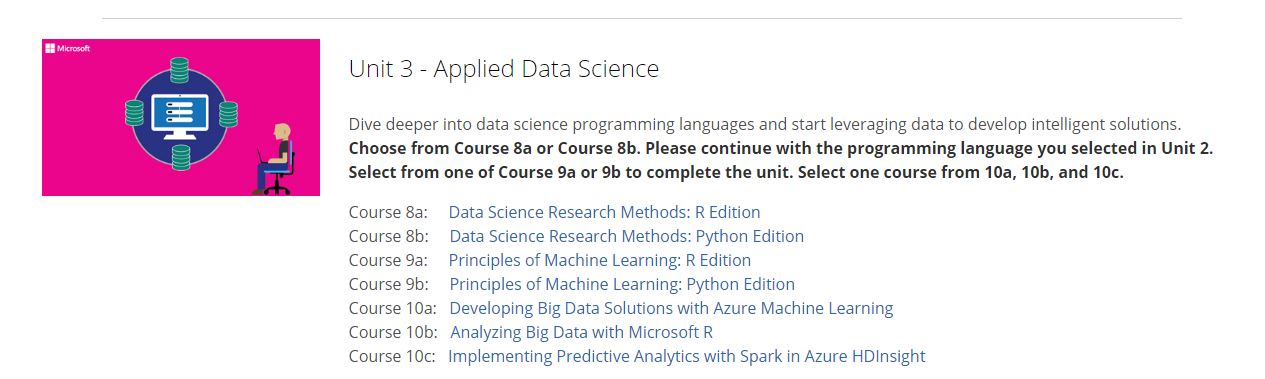 Microsoft
Unit 3 - Applied Data Science
Dive deeper into data science programming languages and start leveraging data to develop intelligent solutions.
Choose from Course 8a or Course 8b. Please continue with the programming language you selected in Unit 2.
Select from one of Course 9a or 9b to complete the unit. Select one course from 10a, 10b, and 10c.
Course 8a: Data Science Research Methods: R Edition
Course 8b: Data Science Research Methods: Python Edition
Course 9a: Principles of Machine Learning: R Edition
Course 9b: Principles of Machine Learning: Python Edition
Course 10a: Developing Big Data Solutions with Azure Machine Learning
Course 10b: Analyzing Big Data with Microsoft R
Course 10c: Implementing Predictive Analytics with Spark in Azure HDInsight